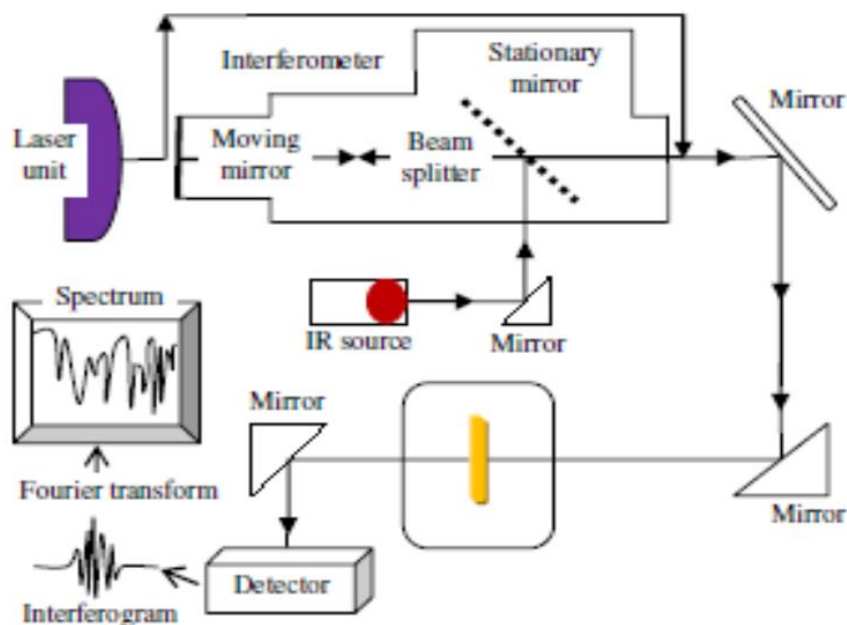 Interferometer
Stationary
mirror
Mirror
Laser
unit
Moving
mirror
Beam
splitter
Spectrum
IR source
Mirror
Mirror
Fourier transform
Mirror
Detector
Interferogram